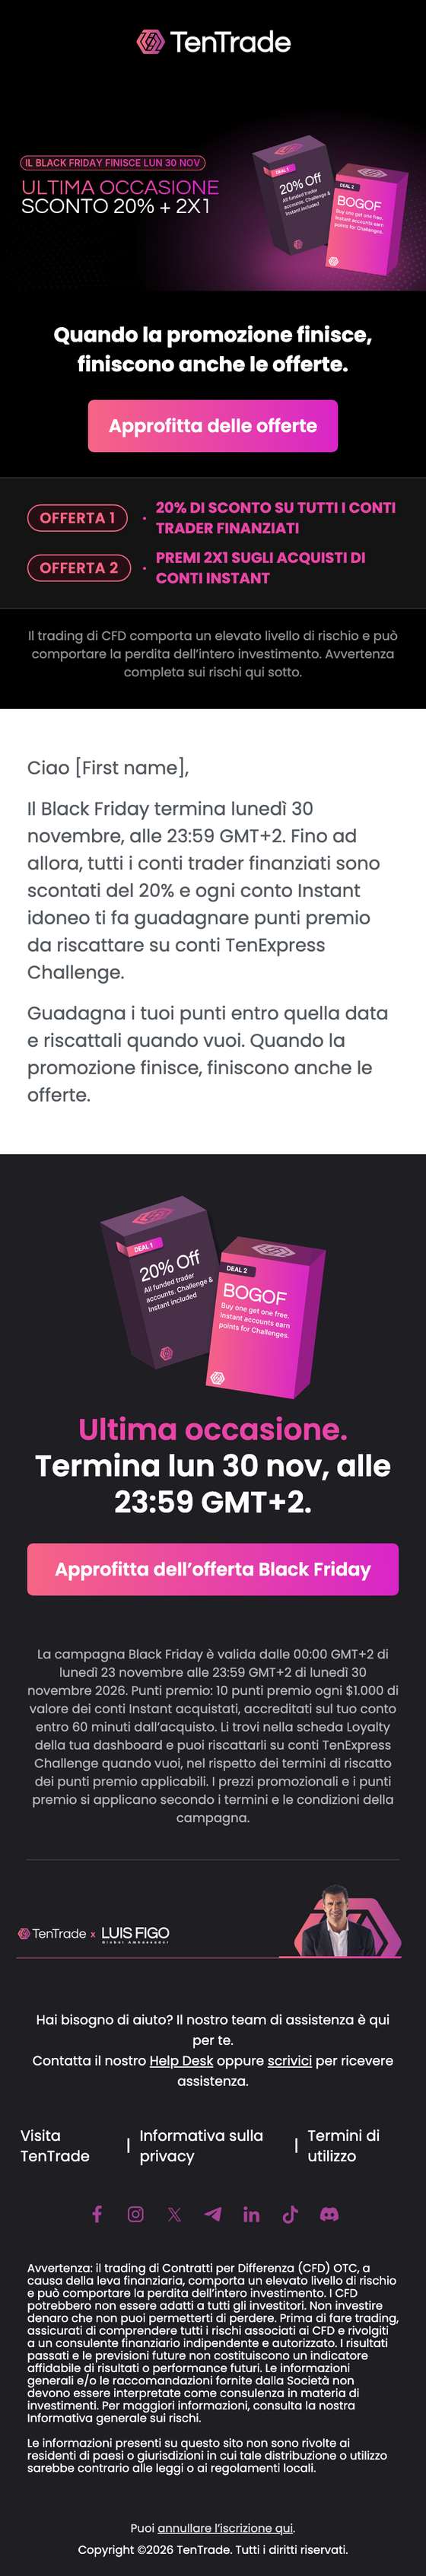 TenTrade
IL BLACK FRIDAY FINISCE LUN 30 NOV
ULTIMA OCCASIONE
SCONTO 20% + 2X1
DEAL 1
20% Off
All funded trader
accounts. Challenge &
Instant included
DEAL 2
BOGOF
Buy one get one free.
Instant accounts earn
points for Challenges.
Quando la promozione finisce,
finiscono anche le offerte.
Approfitta delle offerte
OFFERTA 1
· 20% DI SCONTO SU TUTTI I CONTI
TRADER FINANZIATI
OFFERTA 2
· PREMI 2X1 SUGLI ACQUISTI DI
CONTI INSTANT
Il trading di CFD comporta un elevato livello di rischio e può
comportare la perdita dell’intero investimento. Avvertenza
completa sui rischi qui sotto.
Ciao [First name],
Il Black Friday termina lunedì 30
novembre, alle 23:59 GMT+2. Fino ad
allora, tutti i conti trader finanziati sono
scontati del 20% e ogni conto Instant
idoneo ti fa guadagnare punti premio
da riscattare su conti TenExpress
Challenge.
Guadagna i tuoi punti entro quella data
e riscattali quando vuoi. Quando la
promozione finisce, finiscono anche le
offerte.
DEAL 1
20% Off
All funded trader
accounts. Challenge &
Instant included
DEAL 2
BOGOF
Buy one get one free.
Instant accounts earn
points for Challenges.
Ultima occasione.
Termina lun 30 nov, alle
23:59 GMT+2.
Approfitta dell’offerta Black Friday
La campagna Black Friday è valida dalle 00:00 GMT+2 di
lunedì 23 novembre alle 23:59 GMT+2 di lunedì 30
novembre 2026. Punti premio: 10 punti premio ogni $1.000 di
valore dei conti Instant acquistati, accreditati sul tuo conto
entro 60 minuti dall’acquisto. Li trovi nella scheda Loyalty
della tua dashboard e puoi riscattarli su conti TenExpress
Challenge quando vuoi, nel rispetto dei termini di riscatto
dei punti premio applicabili. I prezzi promozionali e i punti
premio si applicano secondo i termini e le condizioni della
campagna.
TenTrade x LUIS FIGO
Global Ambassador
Hai bisogno di aiuto? Il nostro team di assistenza è qui
per te.
Contatta il nostro Help Desk oppure scrivici per ricevere
assistenza.
Visita
TenTrade
|
Informativa sulla
privacy
|
Termini di
utilizzo
Avvertenza: il trading di Contratti per Differenza (CFD) OTC, a
causa della leva finanziaria, comporta un elevato livello di rischio
e può comportare la perdita dell’intero investimento. I CFD
potrebbero non essere adatti a tutti gli investitori. Non investire
denaro che non puoi permetterti di perdere. Prima di fare trading,
assicurati di comprendere tutti i rischi associati ai CFD e rivolgiti
a un consulente finanziario indipendente e autorizzato. I risultati
passati e le previsioni future non costituiscono un indicatore
affidabile di risultati o performance futuri. Le informazioni
generali e/o le raccomandazioni fornite dalla Società non
devono essere interpretate come consulenza in materia di
investimenti. Per maggiori informazioni, consulta la nostra
Informativa generale sui rischi.
Le informazioni presenti su questo sito non sono rivolte ai
residenti di paesi o giurisdizioni in cui tale distribuzione o utilizzo
sarebbe contrario alle leggi o ai regolamenti locali.
Puoi annullare l’iscrizione qui.
Copyright ©2026 TenTrade. Tutti i diritti riservati.